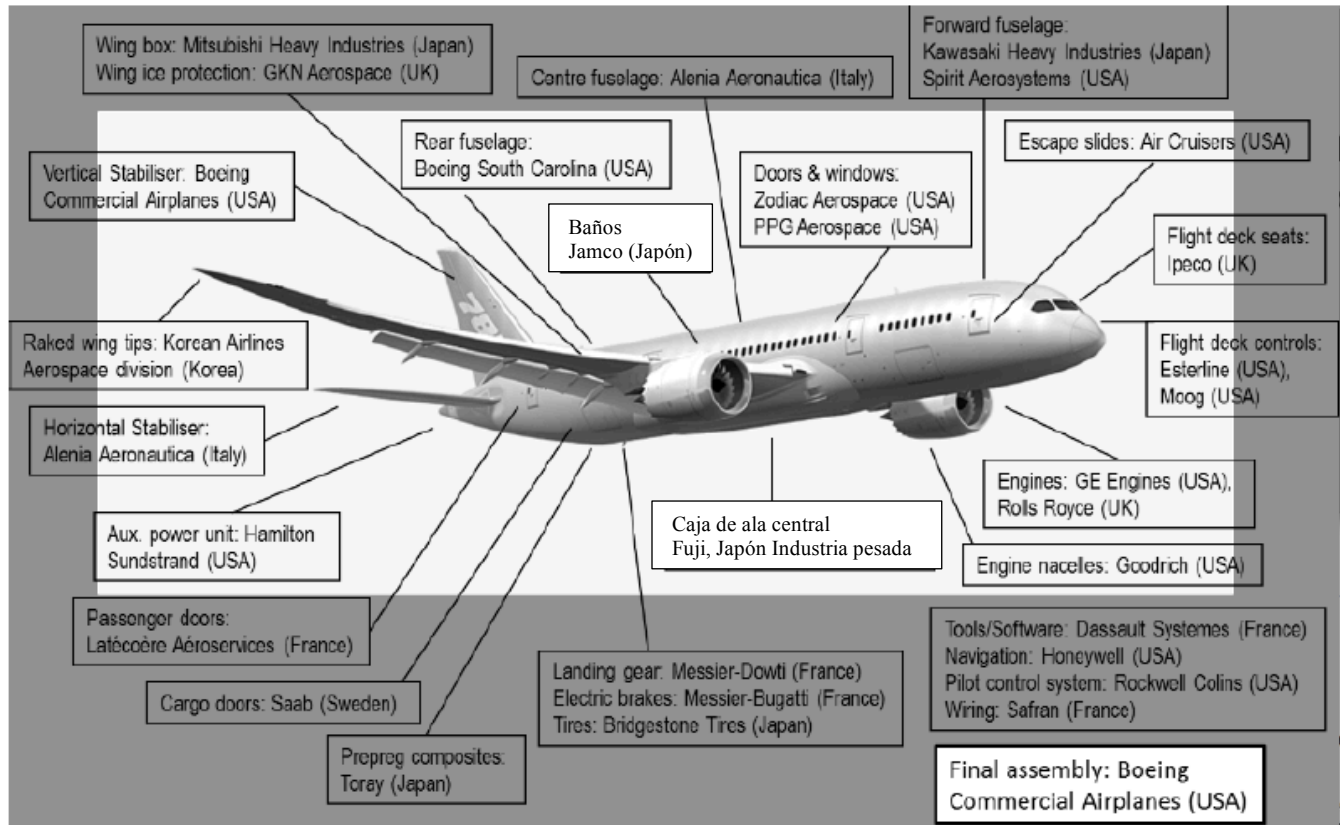 Wing box: Mitsubishi Heavy Industries (Japan)
Wing ice protection: GKN Aerospace (UK)
Centre fuselage: Alenia Aeronautica (Italy)
Forward fuselage:
Kawasaki Heavy Industries (Japan)
Spirit Aerosystems (USA)
Vertical Stabiliser: Boeing
Commercial Airplanes (USA)
Rear fuselage:
Boeing South Carolina (USA)
Doors & windows:
Zodiac Aerospace (USA)
PPG Aerospace (USA)
Escape slides: Air Cruisers (USA)
Baños
Jamco (Japón)
Flight deck seats:
Ipeco (UK)
787
Raked wing tips: Korean Airlines
Aerospace division (Korea)
Flight deck controls:
Esterline (USA),
Moog (USA)
Horizontal Stabiliser:
Alenia Aeronautica (Italy)
Aux. power unit: Hamilton
Sundstrand (USA)
Caja de ala central
Fuji, Japón Industria pesada
Engines: GE Engines (USA),
Rolls Royce (UK)
Engine nacelles: Goodrich (USA)
Passenger doors:
Latécoère Aéroservices (France)
Cargo doors: Saab (Sweden)
Prepreg composites:
Toray (Japan)
Landing gear: Messier-Dowti (France)
Electric brakes: Messier-Bugatti (France)
Tires: Bridgestone Tires (Japan)
Tools/Software: Dassault Systemes (France)
Navigation: Honeywell (USA)
Pilot control system: Rockwell Colins (USA)
Wiring: Safran (France)
Final assembly: Boeing
Commercial Airplanes (USA)